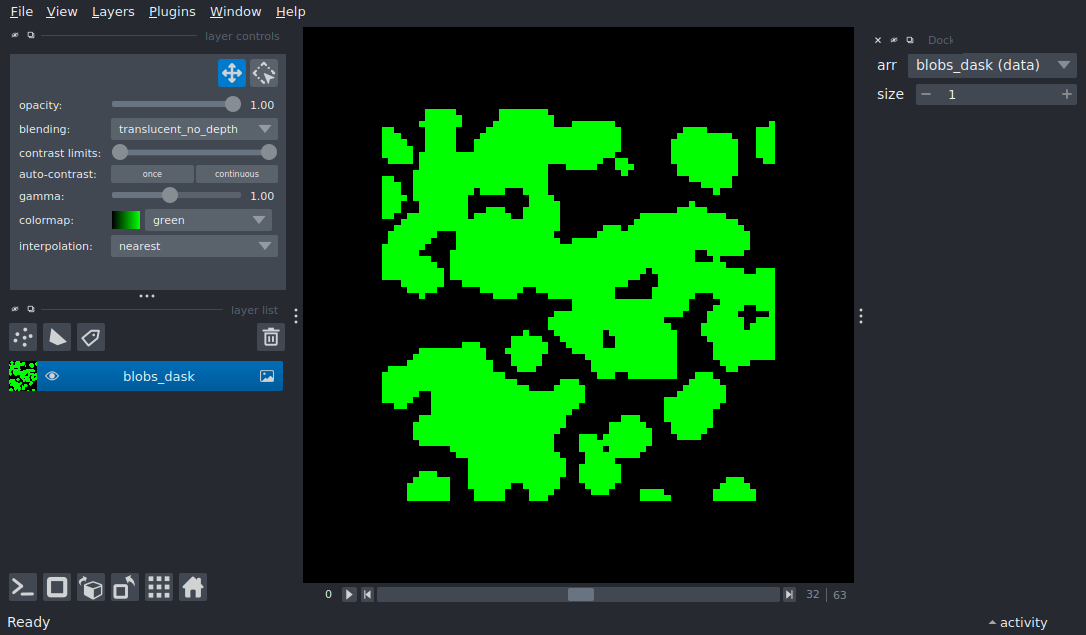 File View Layers Plugins Window Help
layer controls
opacity: 1.00
blending: translucent_no_depth
contrast limits:
auto-contrast: once continuous
gamma: 1.00
colormap: green
interpolation: nearest
layer list
blobs_dask
0 32 63
Ready
Dock
arr blobs_dask (data)
size 1
activity